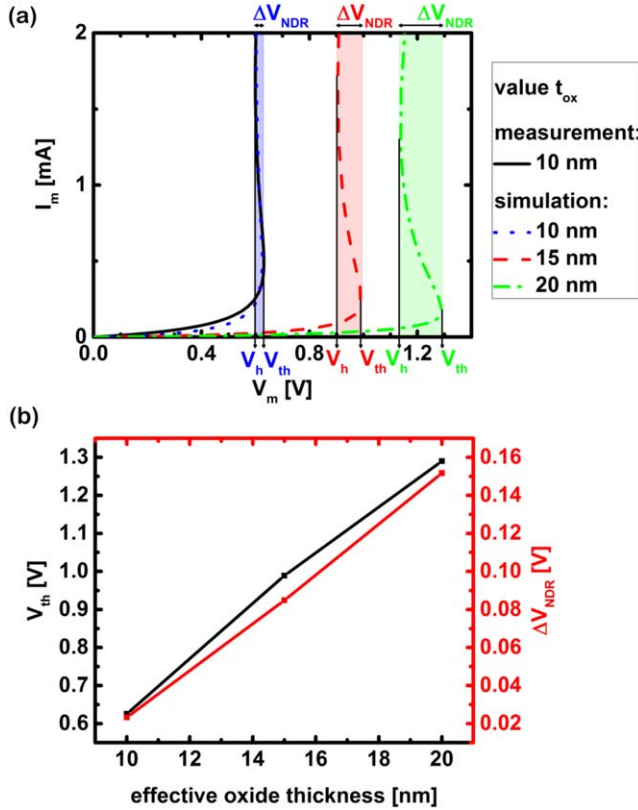 (a)
ΔV_NDR ΔV_NDR ΔV_NDR
2
1
0
I_m [mA]
0.0 0.4 0.8 1.2
V_h V_th V_h V_th V_h V_th
V_m [V]
value t_ox
measurement:
10 nm
simulation:
10 nm
15 nm
20 nm
(b)
1.3
1.2
1.1
1.0
0.9
0.8
0.7
0.6
V_th [V]
0.16
0.14
0.12
0.10
0.08
0.06
0.04
0.02
ΔV_NDR [V]
10 12 14 16 18 20
effective oxide thickness [nm]